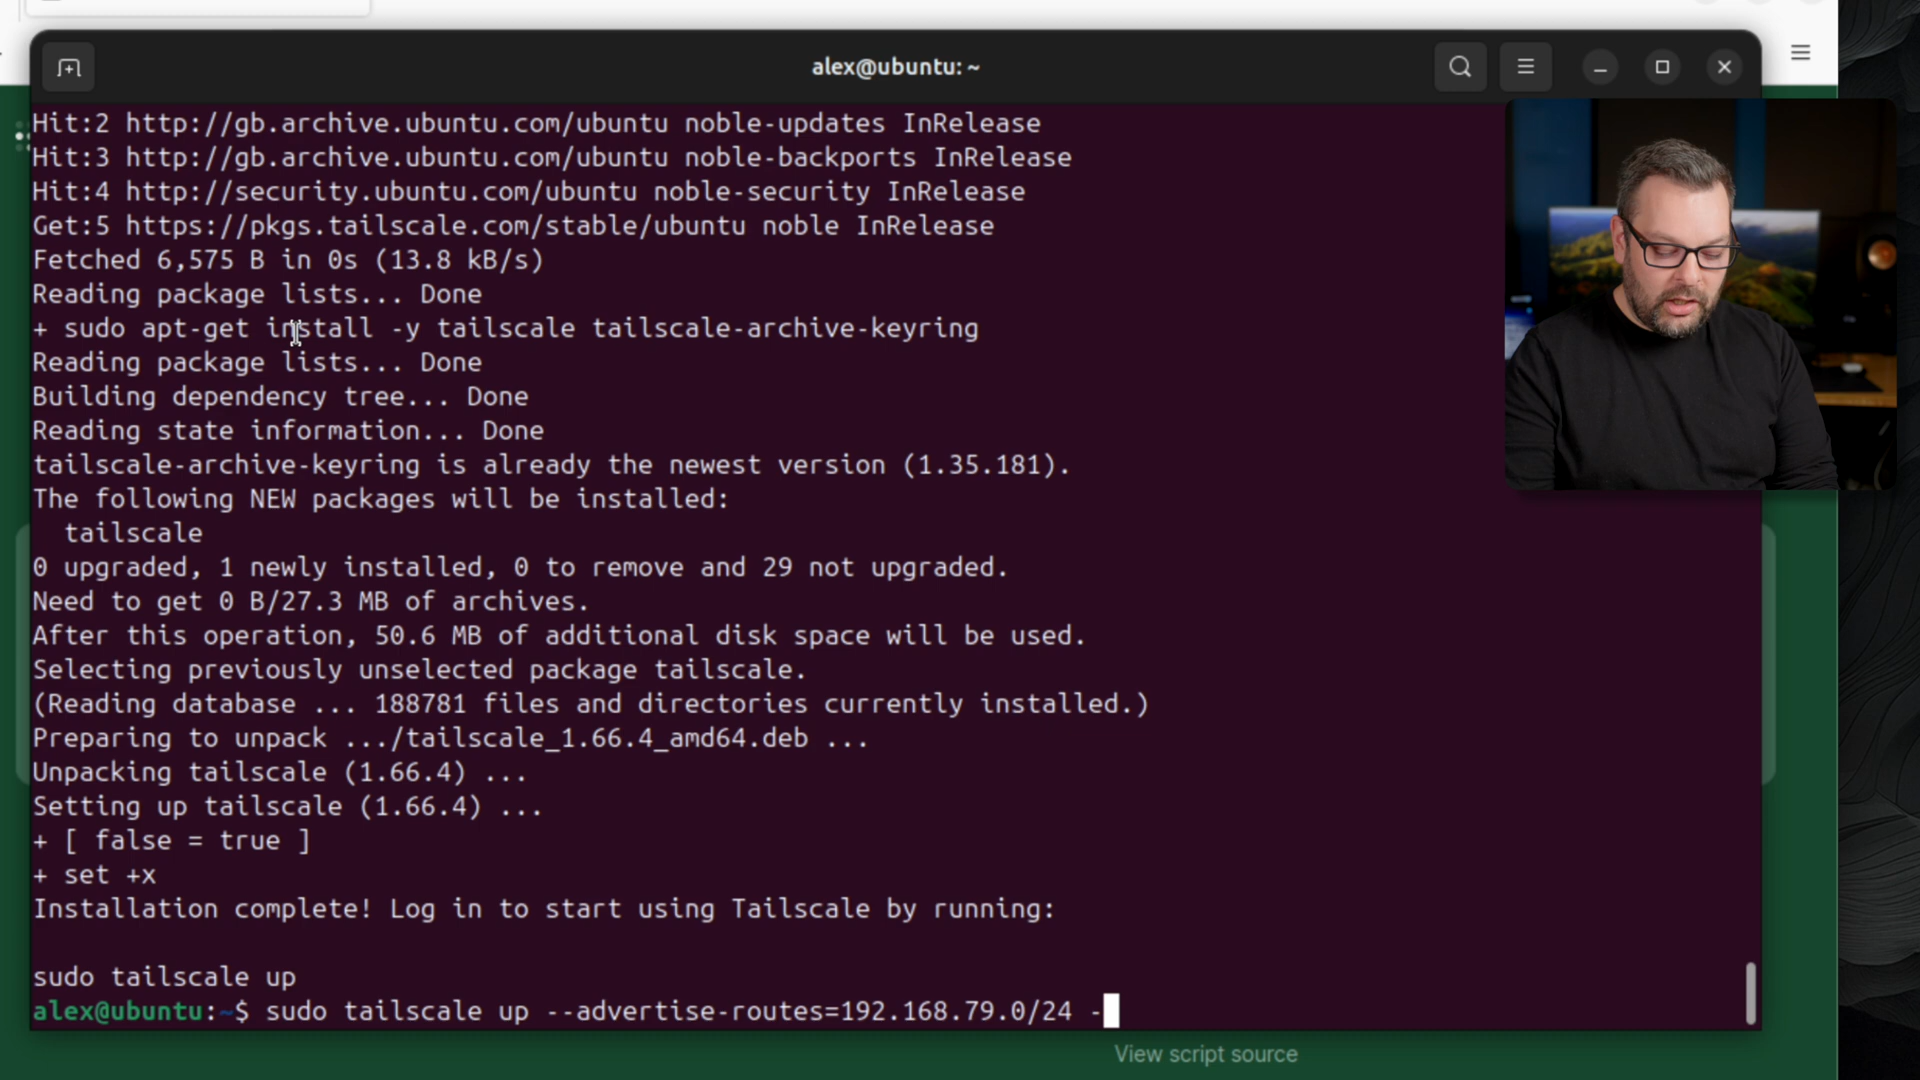 alex@ubuntu: ~
Hit:2 http://gb.archive.ubuntu.com/ubuntu noble-updates InRelease
Hit:3 http://gb.archive.ubuntu.com/ubuntu noble-backports InRelease
Hit:4 http://security.ubuntu.com/ubuntu noble-security InRelease
Get:5 https://pkgs.tailscale.com/stable/ubuntu noble InRelease
Fetched 6,575 B in 0s (13.8 kB/s)
Reading package lists... Done
+ sudo apt-get install -y tailscale tailscale-archive-keyring
Reading package lists... Done
Building dependency tree... Done
Reading state information... Done
tailscale-archive-keyring is already the newest version (1.35.181).
The following NEW packages will be installed:
  tailscale
0 upgraded, 1 newly installed, 0 to remove and 29 not upgraded.
Need to get 0 B/27.3 MB of archives.
After this operation, 50.6 MB of additional disk space will be used.
Selecting previously unselected package tailscale.
(Reading database ... 188781 files and directories currently installed.)
Preparing to unpack .../tailscale_1.66.4_amd64.deb ...
Unpacking tailscale (1.66.4) ...
Setting up tailscale (1.66.4) ...
+ [ false = true ]
+ set +x
Installation complete! Log in to start using Tailscale by running:
sudo tailscale up
alex@ubuntu:~$ sudo tailscale up --advertise-routes=192.168.79.0/24 -
View script source